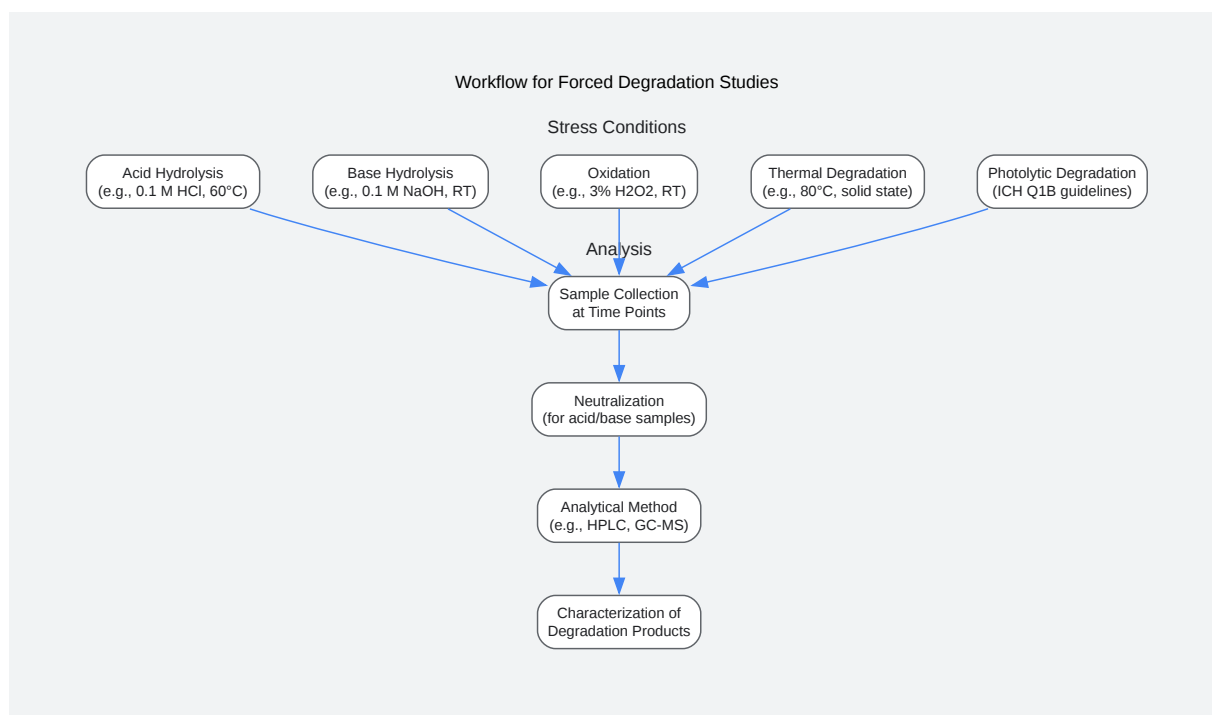 Workflow for Forced Degradation Studies
Stress Conditions
Acid Hydrolysis
(e.g., 0.1 M HCl, 60°C)
Base Hydrolysis
(e.g., 0.1 M NaOH, RT)
Oxidation
(e.g., 3% H2O2, RT)
Thermal Degradation
(e.g., 80°C, solid state)
Photolytic Degradation
(ICH Q1B guidelines)
Analysis
Sample Collection
at Time Points
Neutralization
(for acid/base samples)
Analytical Method
(e.g., HPLC, GC-MS)
Characterization of
Degradation Products